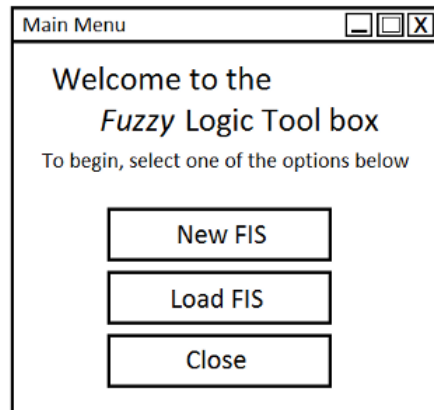 Main Menu
Welcome to the
Fuzzy Logic Tool box
To begin, select one of the options below
New FIS
Load FIS
Close